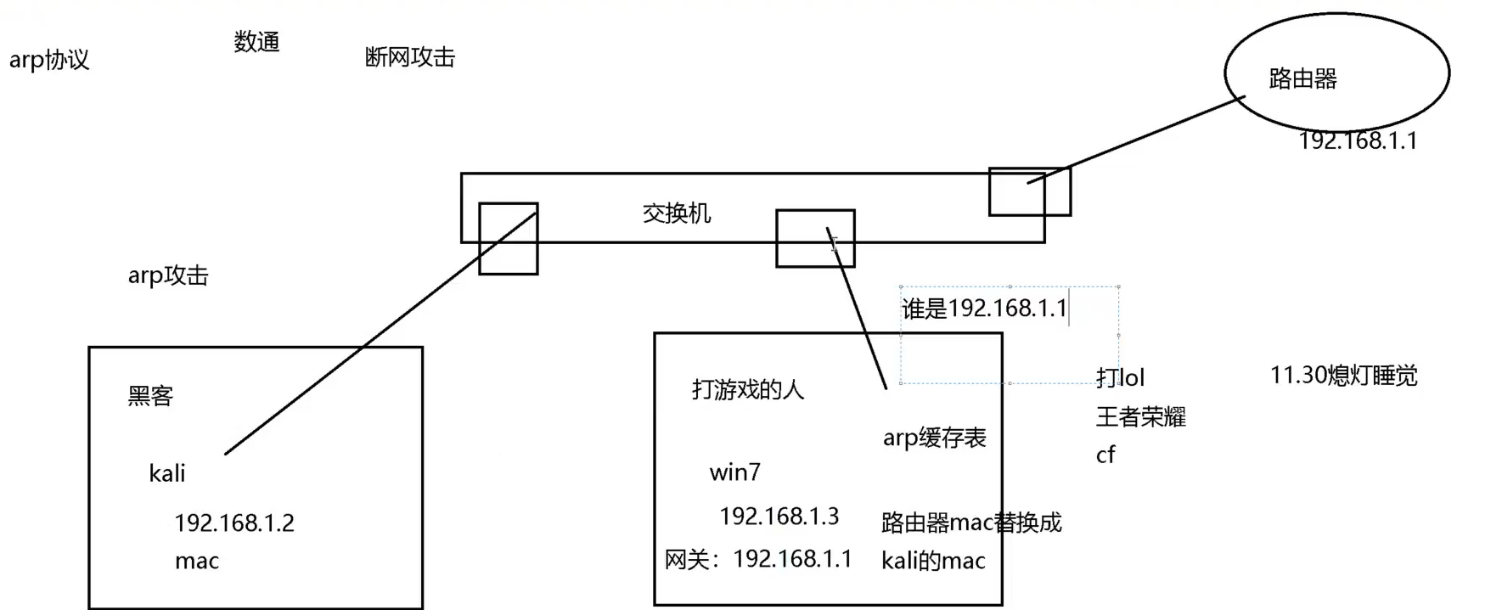 arp协议
数通
断网攻击
路由器
192.168.1.1
交换机
arp攻击
谁是192.168.1.1
黑客
kali
192.168.1.2
mac
打游戏的人
arp缓存表
win7
192.168.1.3
网关：192.168.1.1
路由器mac替换成
kali的mac
打lol
王者荣耀
cf
11.30熄灯睡觉